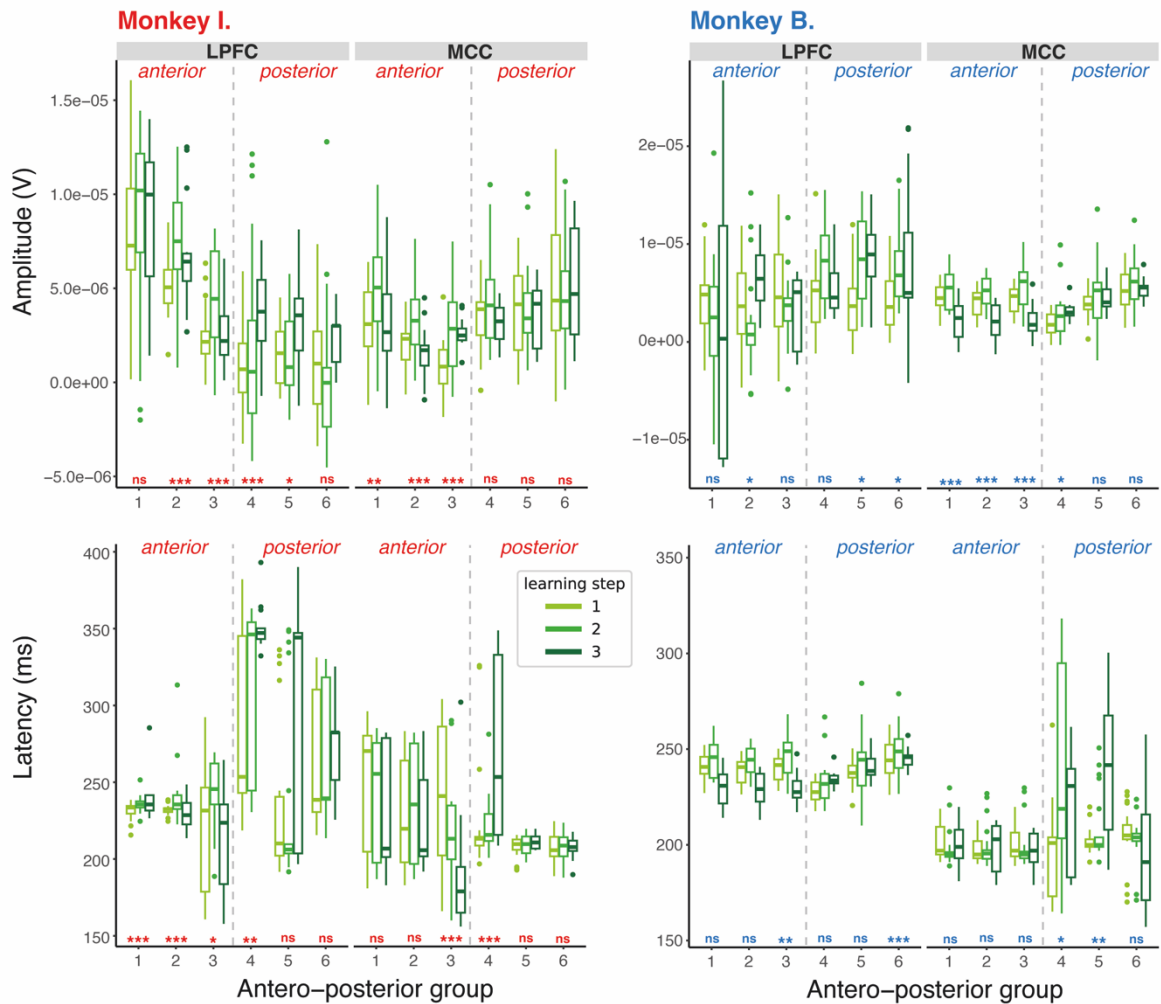 Monkey I. Monkey B.
LPFC MCC LPFC MCC
anterior posterior anterior posterior anterior posterior anterior posterior
Amplitude (V)
1.5e−05
1.0e−05
5.0e−06
0.0e+00
−5.0e−06
2e−05
1e−05
0e+00
−1e−05
ns *** *** *** * ns ** *** *** ns ns ns
ns * ns ns * * *** *** *** * ns ns
1 2 3 4 5 6 1 2 3 4 5 6
1 2 3 4 5 6 1 2 3 4 5 6
anterior posterior anterior posterior anterior posterior anterior posterior
Latency (ms)
400
350
300
250
200
150
learning step
1
2
3
350
300
250
200
150
*** *** * ** ns ns ns ns *** *** ns ns
ns ns ** ns ns *** ns ns ns * ** ns
1 2 3 4 5 6 1 2 3 4 5 6
1 2 3 4 5 6 1 2 3 4 5 6
Antero−posterior group Antero−posterior group